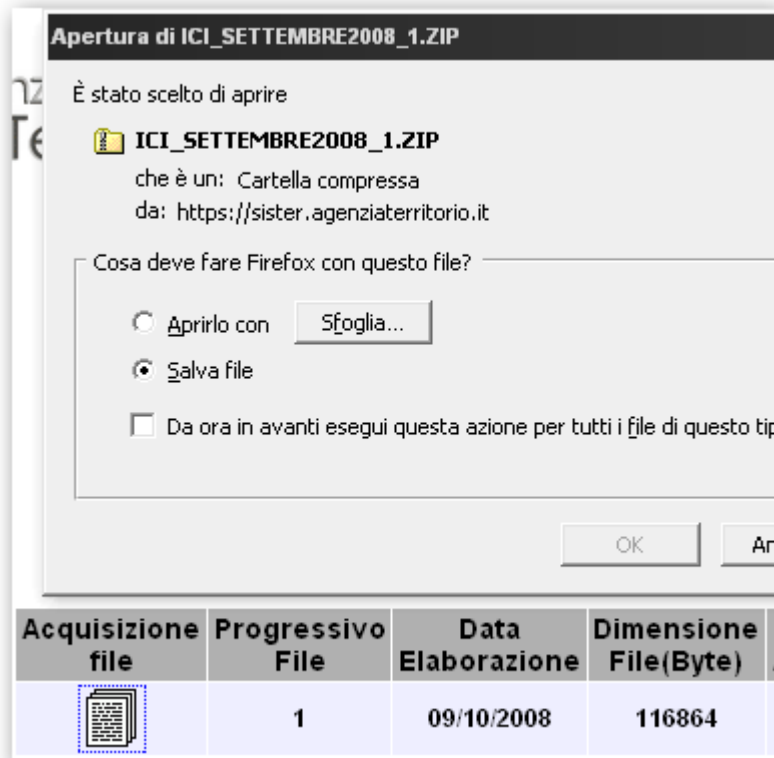 Apertura di ICI_SETTEMBRE2008_1.ZIP
È stato scelto di aprire
ICI_SETTEMBRE2008_1.ZIP
che è un: Cartella compressa
da: https://sister.agenziaterritorio.it
Cosa deve fare Firefox con questo file?
Aprirlo con Sfoglia...
Salva file
Da ora in avanti esegui questa azione per tutti i file di questo tip
OK An
Acquisizione file Progressivo File Data Elaborazione Dimensione File(Byte)
1 09/10/2008 116864